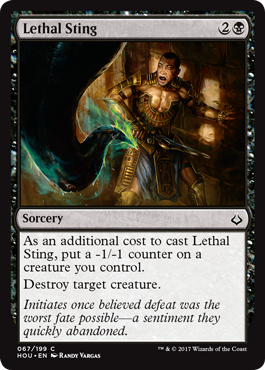 Lethal Sting 2
Sorcery
As an additional cost to cast Lethal
Sting, put a -1/-1 counter on a
creature you control.
Destroy target creature.
Initiates once believed defeat was the
worst fate possible—a sentiment they
quickly abandoned.
067/199 C
HOU • EN RANDY VARGAS
™ & © 2017 Wizards of the Coast